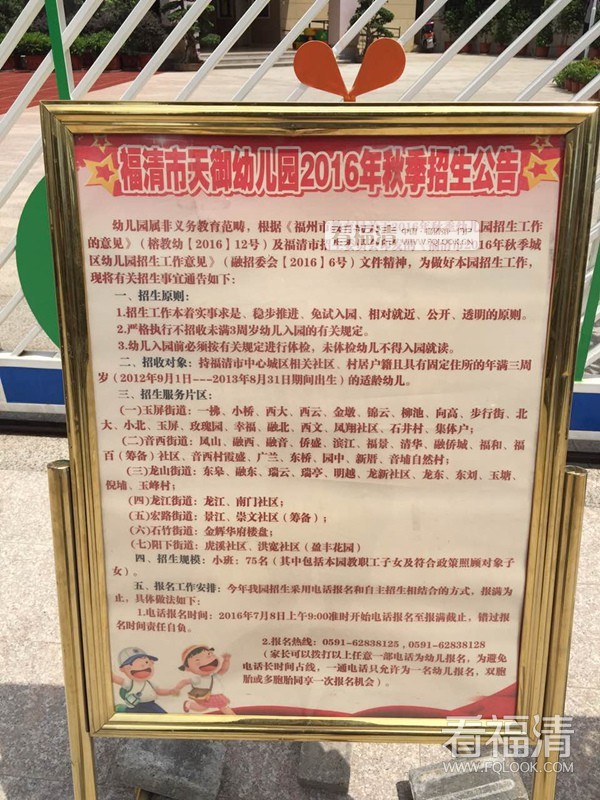 福清市天御幼儿园2016年秋季招生公告
幼儿园属非义务教育范畴，根据《福州市 园招生工作
看福清
的意见》（榕教幼【2016】12号）及福清市招 16年秋季城
区幼儿园招生工作意见》（融招委会【2016】6号）文件精神，为做好本园招生工作，
现将有关招生事宜通告如下：
一、招生原则：
1.招生工作本着实事求是、稳步推进、免试入园、相对就近、公开、透明的原则。
2.严格执行不招收未满3周岁幼儿入园的有关规定。
3.幼儿入园前必须按有关规定进行体检，未体检幼儿不得入园就读。
二、招收对象：持福清市中心城区相关社区、村居户籍且具有固定住所的年满三周
岁（2012年9月1日---2013年8月31日期间出生）的适龄幼儿。
三、招生服务片区：
(一)玉屏街道：一拂、小桥、西大、西云、金墩、锦云、柳池、向高、步行街、北
大、小北、玉屏、玫瑰园、幸福、融北、西文、凤翔社区、石井村、集体户；
(二)音西街道：凤山、融西、融音、侨盛、滨江、福景、清华、融侨城、福和、福
百（筹备）社区、音西村霞盛、广兰、东桥、园中、新厝、音埔自然村；
(三)龙山街道：东皋、融东、瑞云、瑞亭、明越、龙新社区、龙东、东刘、玉塘、
倪埔、玉峰村；
(四)龙江街道：龙江、南门社区；
(五)宏路街道：景江、崇文社区（筹备）；
(六)石竹街道：金辉华府楼盘；
(七)阳下街道：虎溪社区、洪宽社区（盈丰花园）
四、招生规模：小班：75名（其中包括本园教职工子女及符合政策照顾对象子
女）。
五、报名工作安排：今年我园招生采用电话报名和自主招生相结合的方式，报满为
止，具体做法如下：
1.电话报名时间：2016年7月8日上午9:00准时开始电话报名至报满截止，错过报
名时间责任自负。
2.报名热线：0591-62838125 , 0591-62838128
（家长可以拨打以上任意一部电话为幼儿报名，为避免
电话长时间占线，一通电话只允许为一名幼儿报名，双胞
胎或多胞胎同享一次报名机会）。
看福清
WWW.FQLOOK.COM